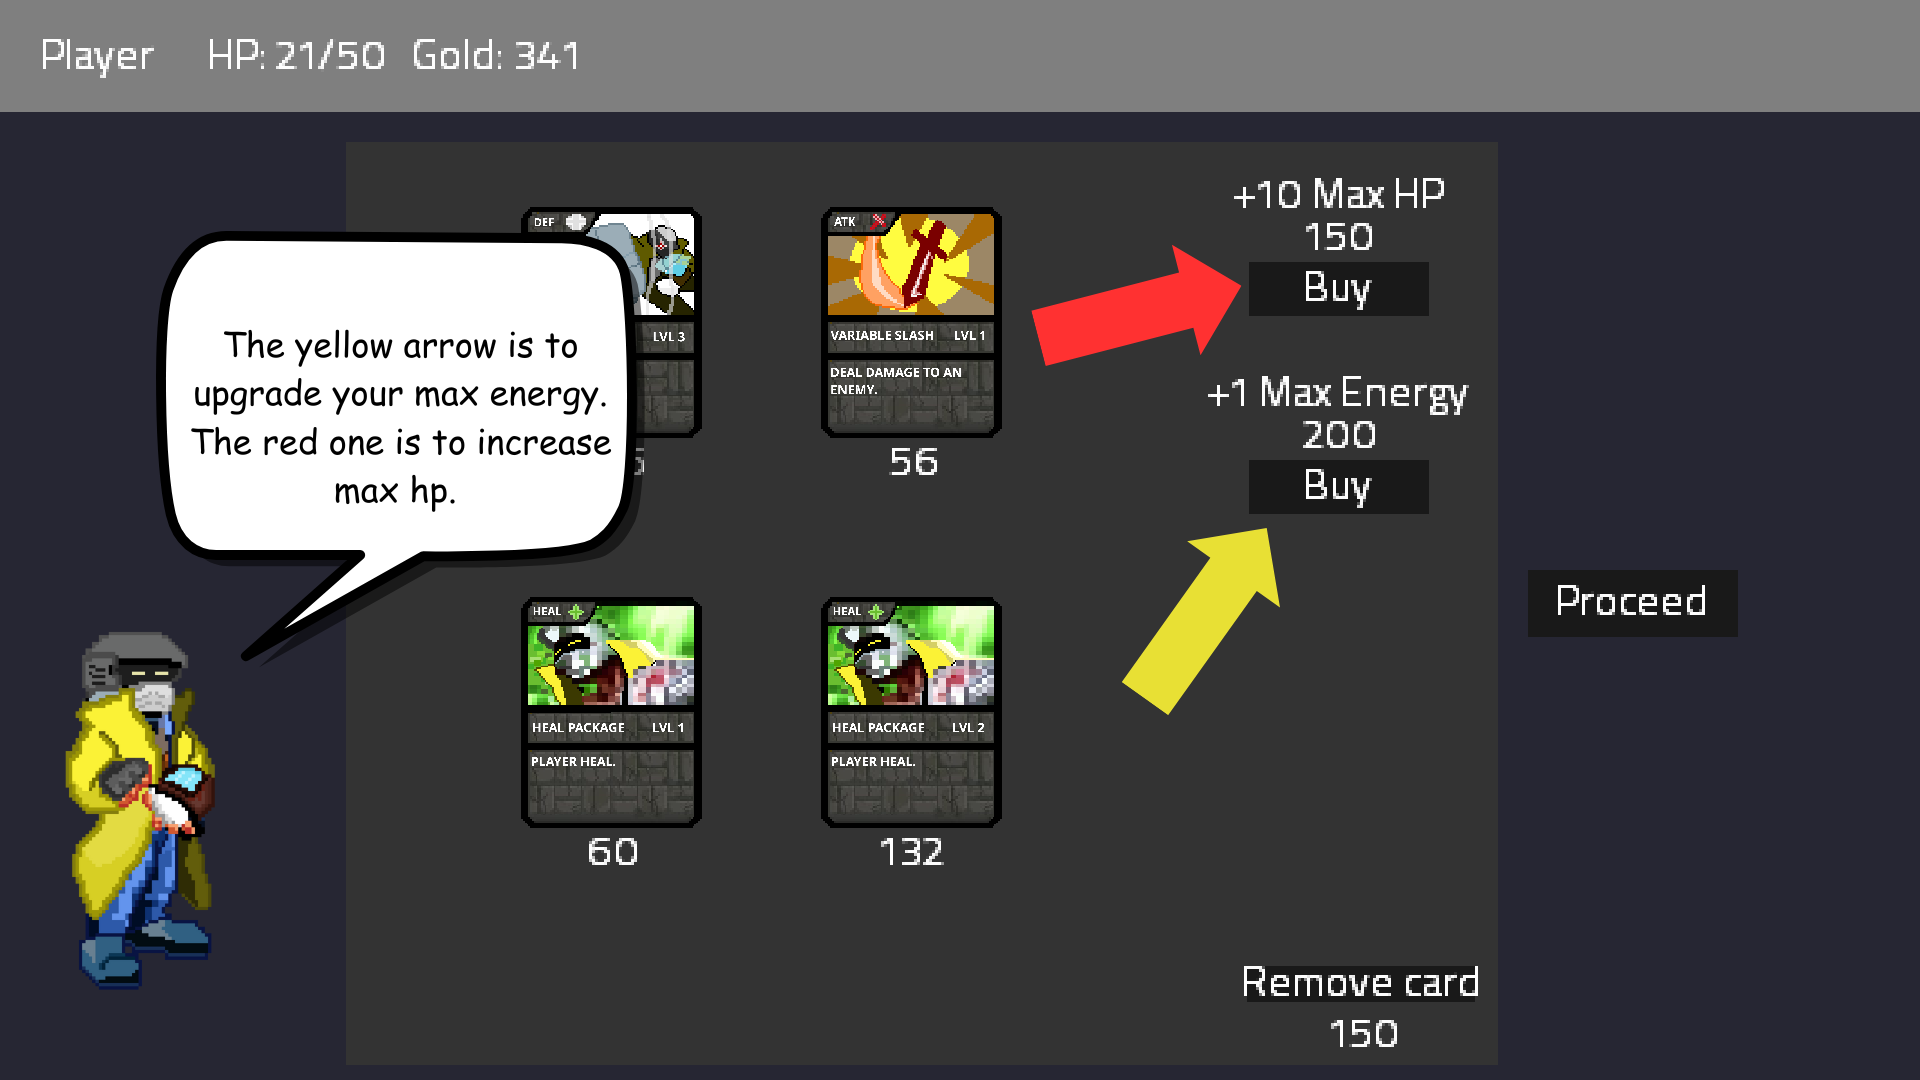 Player HP: 21/50 Gold: 341
+10 Max HP
150
Buy
DEF
ATK
LVL 3
VARIABLE SLASH LVL 1
DEAL DAMAGE TO AN
ENEMY.
56
The yellow arrow is to
upgrade your max energy.
The red one is to increase
max hp.
+1 Max Energy
200
Buy
Proceed
HEAL
HEAL PACKAGE LVL 1
PLAYER HEAL.
60
HEAL
HEAL PACKAGE LVL 2
PLAYER HEAL.
132
Remove card
150